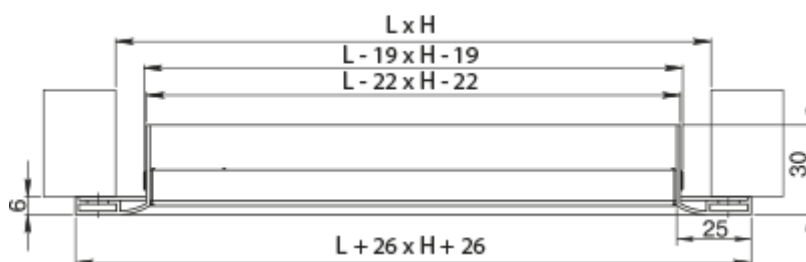 L x H
L - 19 x H - 19
L - 22 x H - 22
30
6
25
L + 26 x H + 26